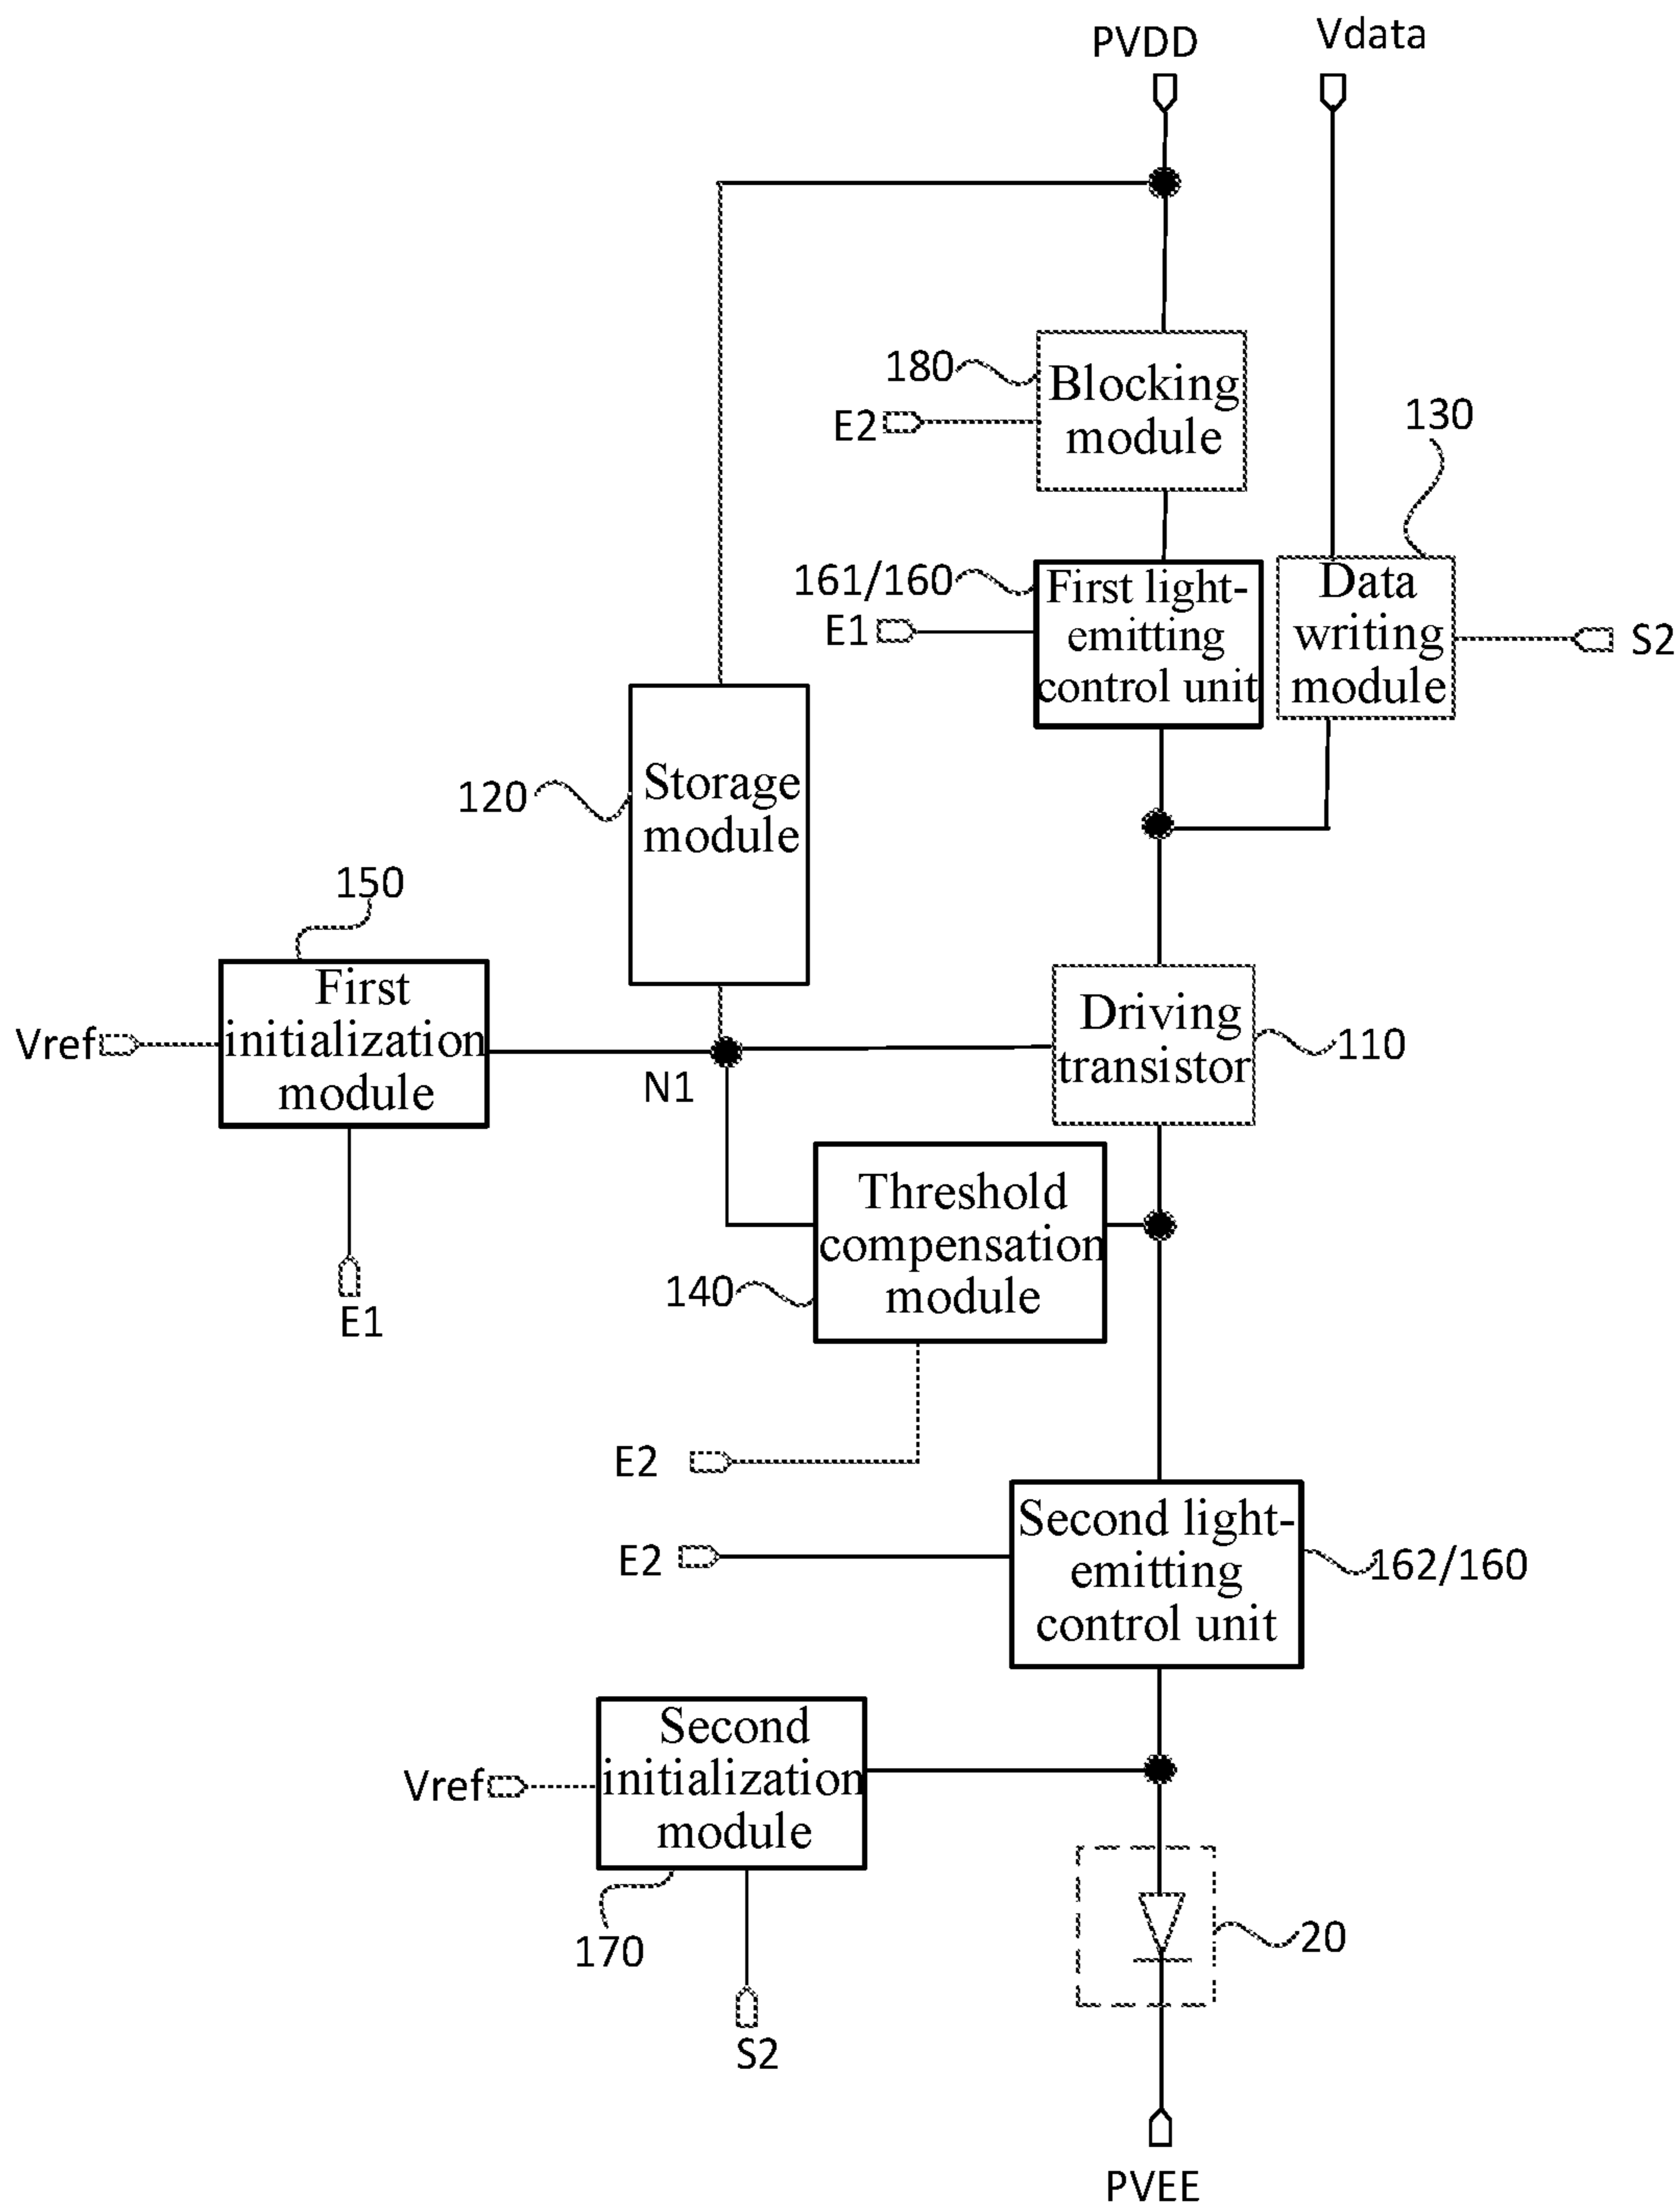 PVDD
Vdata
180
Blocking
module
E2
130
161/160
First light-
emitting
control unit
E1
Data
writing
module
S2
120
Storage
module
150
First
initialization
module
Vref
N1
Driving
transistor
110
Threshold
compensation
module
140
E1
E2
Second light-
emitting
control unit
E2
162/160
Second
initialization
module
Vref
170
20
S2
PVEE